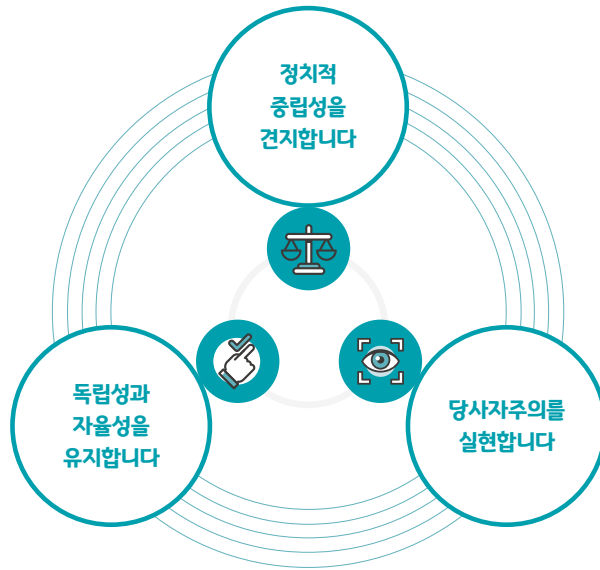 정치적
중립성을
견지합니다
독립성과
자율성을
유지합니다
당사자주의를
실현합니다